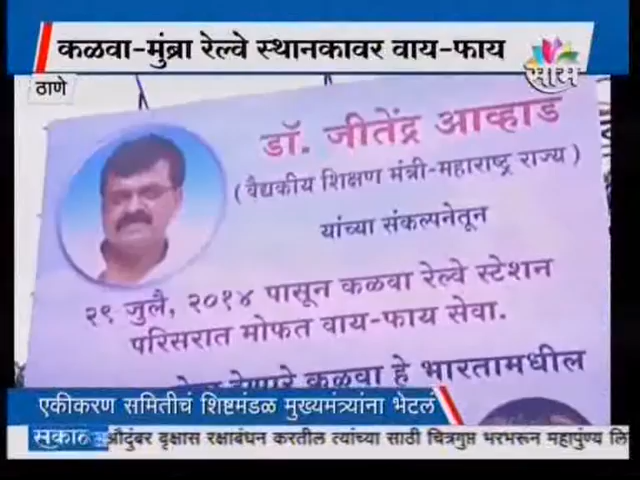 कळवा-मुंब्रा रेल्वे स्थानकावर वाय-फाय
साम
ठाणे
डॉ. जीतेंद्र आव्हाड
(वैद्यकीय शिक्षण मंत्री-महाराष्ट्र राज्य)
यांच्या संकल्पनेतून
२९ जुलै, २०१४ पासून कळवा रेल्वे स्टेशन
परिसरात मोफत वाय-फाय सेवा.
कळवा हे भारतामधील
एकीकरण समितीचं शिष्टमंडळ मुख्यमंत्र्यांना भेटलं
सकाळ औदुंबर वृक्षास रक्षाबंधन करतील त्यांच्या साठी चित्रगुप्त भरभरून महापुण्य लि